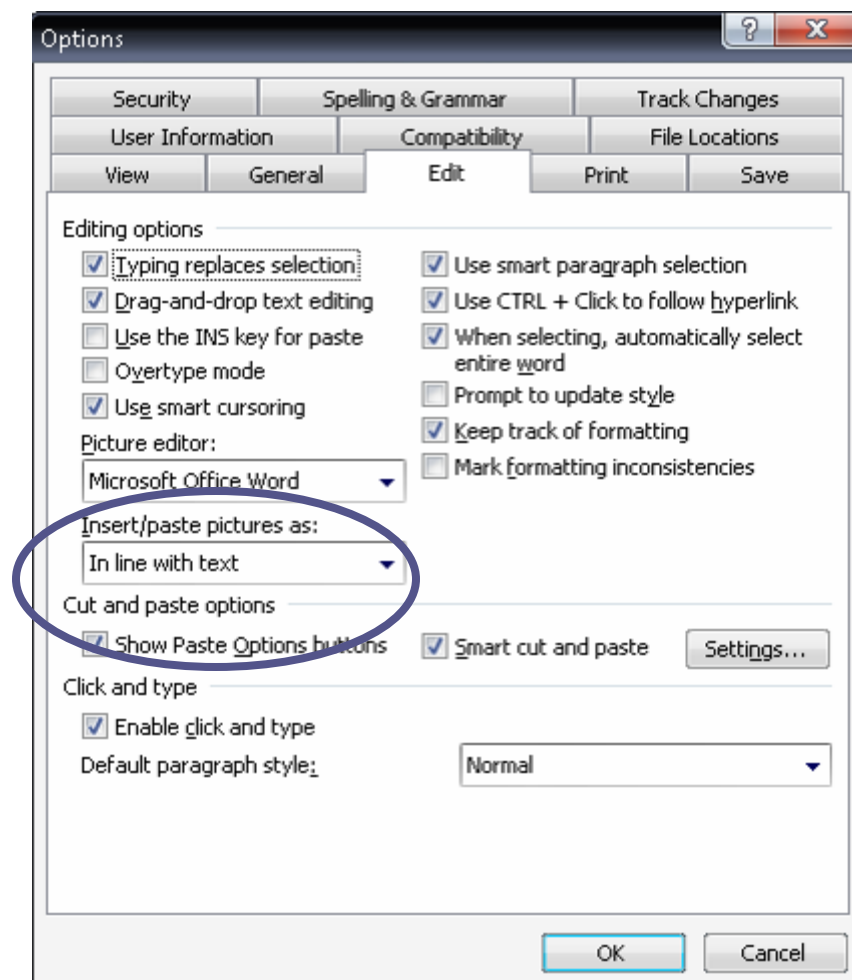 Options
Security Spelling & Grammar Track Changes
User Information Compatibility File Locations
View General Edit Print Save
Editing options
Typing replaces selection
Drag-and-drop text editing
Use the INS key for paste
Overtype mode
Use smart cursoring
Picture editor:
Microsoft Office Word
Use smart paragraph selection
Use CTRL + Click to follow hyperlink
When selecting, automatically select
entire word
Prompt to update style
Keep track of formatting
Mark formatting inconsistencies
Insert/paste pictures as:
In line with text
Cut and paste options
Show Paste Options buttons Smart cut and paste Settings...
Click and type
Enable click and type
Default paragraph style: Normal
OK Cancel